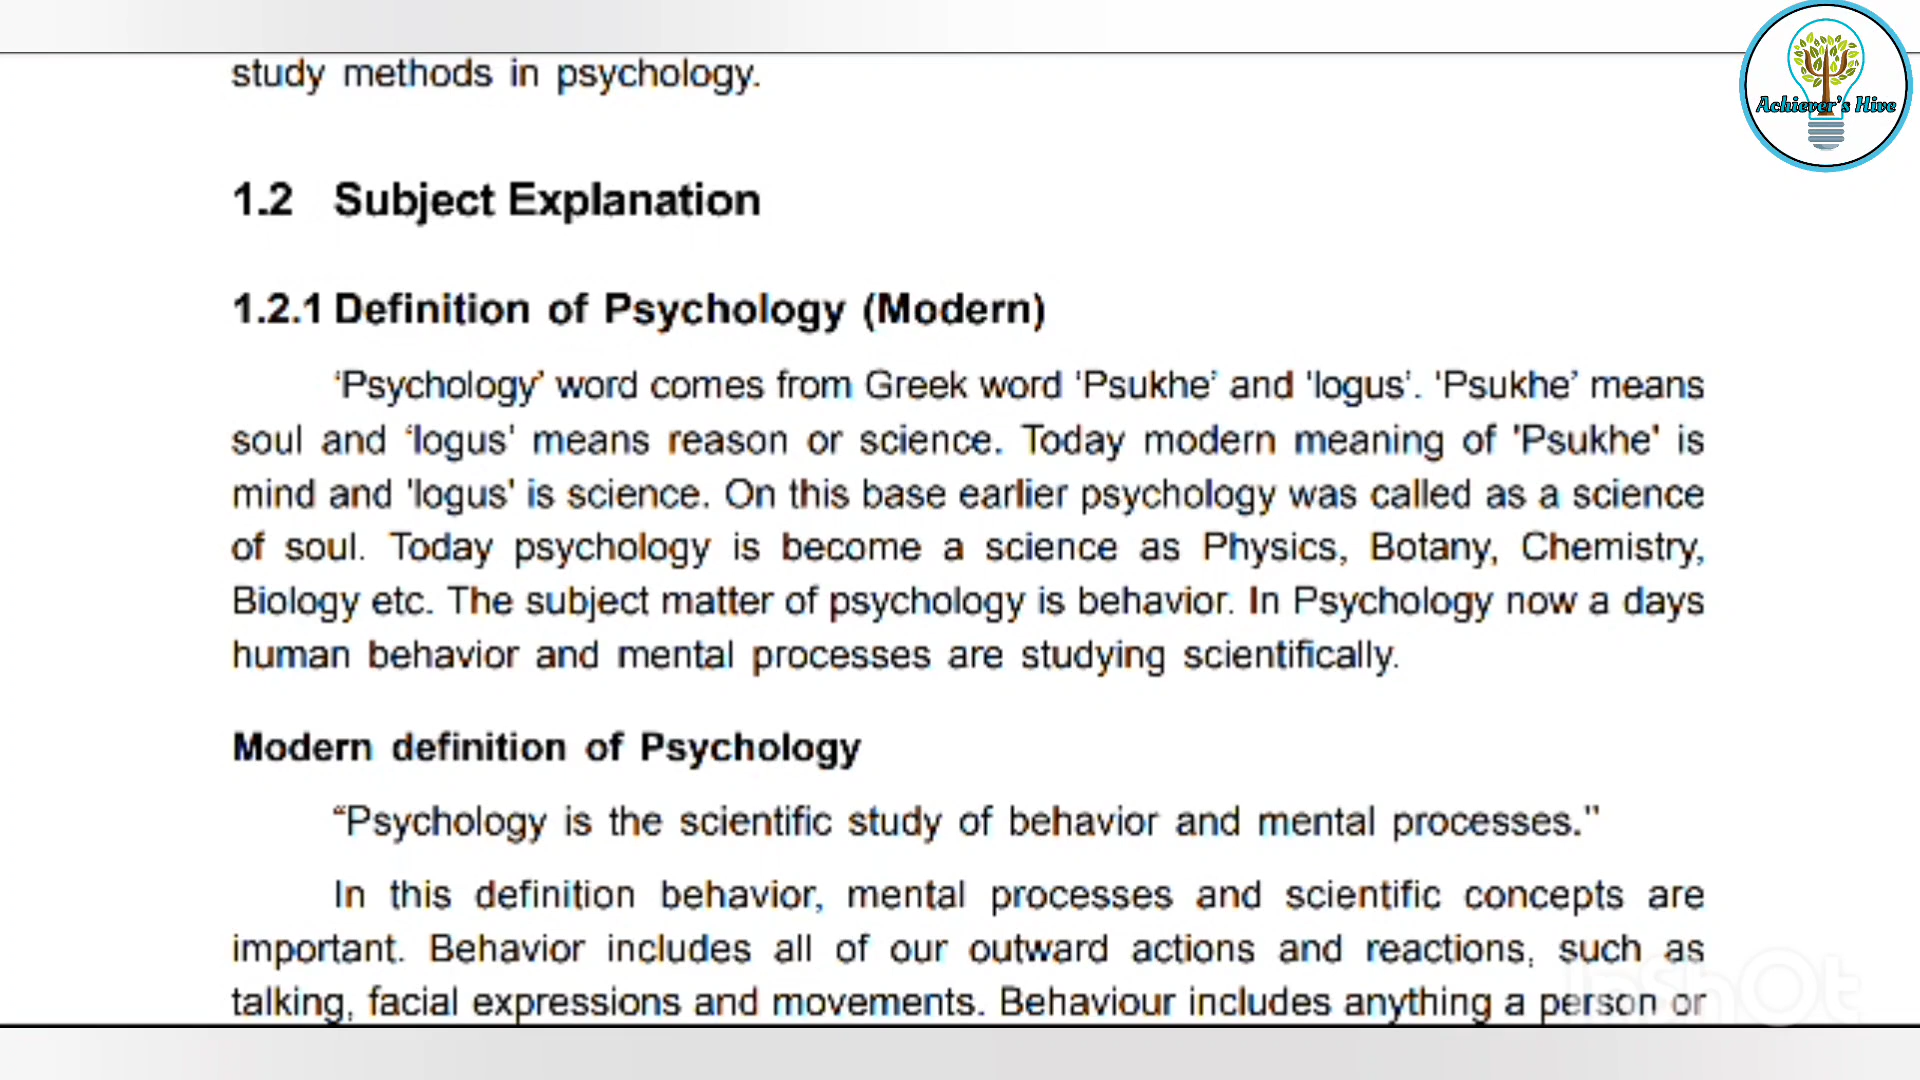 study methods in psychology.
Achiever's Hive
1.2 Subject Explanation
1.2.1 Definition of Psychology (Modern)
'Psychology' word comes from Greek word 'Psukhe' and 'logus'. 'Psukhe' means
soul and 'logus' means reason or science. Today modern meaning of 'Psukhe' is
mind and 'logus' is science. On this base earlier psychology was called as a science
of soul. Today psychology is become a science as Physics, Botany, Chemistry,
Biology etc. The subject matter of psychology is behavior. In Psychology now a days
human behavior and mental processes are studying scientifically.
Modern definition of Psychology
“Psychology is the scientific study of behavior and mental processes."
In this definition behavior, mental processes and scientific concepts are
important. Behavior includes all of our outward actions and reactions, such as
talking, facial expressions and movements. Behaviour includes anything a person or
InShOt